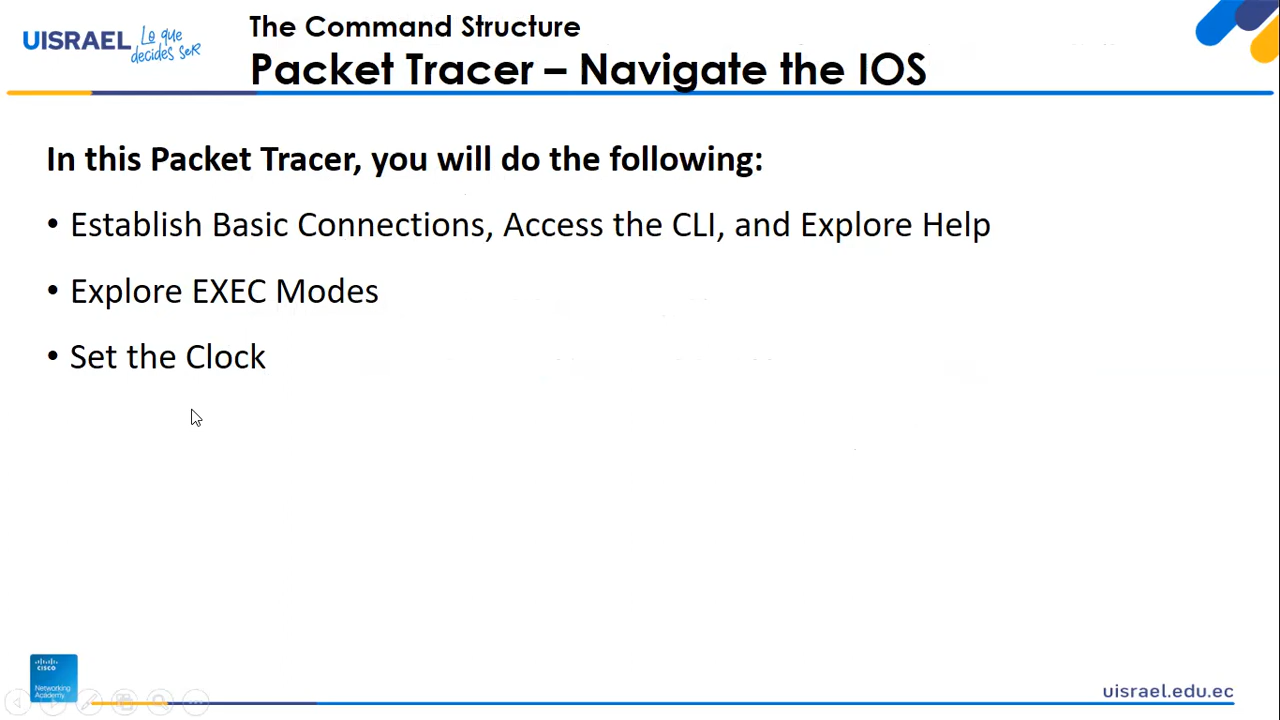 The Command Structure
UISRAEL Lo que decides seR
Packet Tracer – Navigate the IOS
In this Packet Tracer, you will do the following:
• Establish Basic Connections, Access the CLI, and Explore Help
• Explore EXEC Modes
• Set the Clock
CISCO
Networking
Academy
uisrael.edu.ec